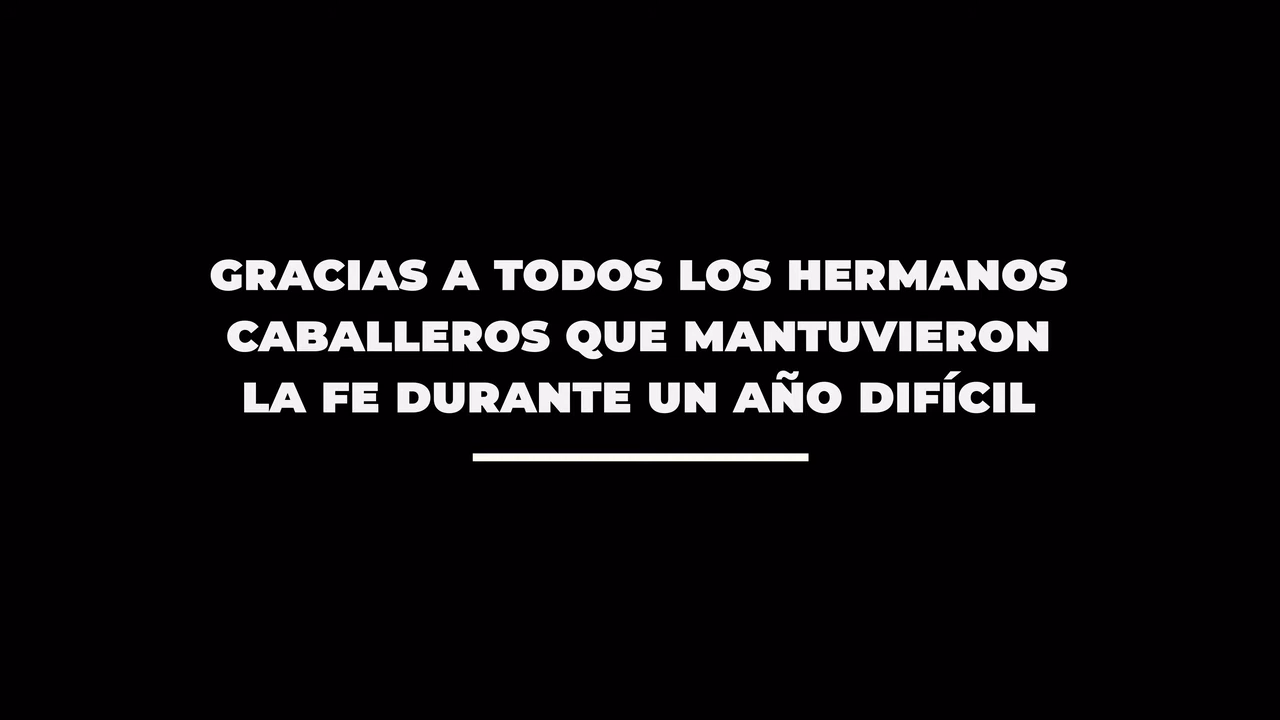 GRACIAS A TODOS LOS HERMANOS
CABALLEROS QUE MANTUVIERON
LA FE DURANTE UN AÑO DIFÍCIL